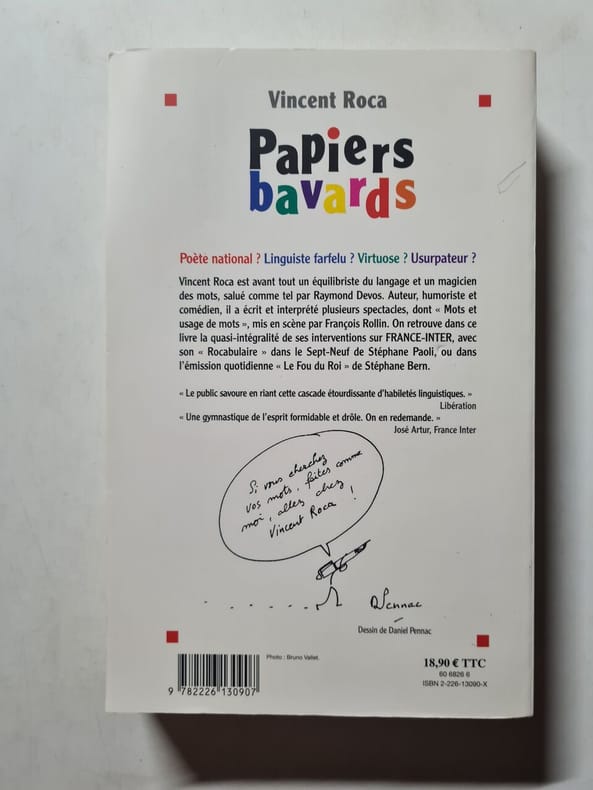 Vincent Roca
Papiers
bavards
Poète national ? Linguiste farfelu ? Virtuose ? Usurpateur ?
Vincent Roca est avant tout un équilibriste du langage et un magicien
des mots, salué comme tel par Raymond Devos. Auteur, humoriste et
comédien, il a écrit et interprété plusieurs spectacles, dont « Mots et
usage de mots », mis en scène par François Rollin. On retrouve dans ce
livre la quasi-intégralité de ses interventions sur FRANCE-INTER, avec
son « Rocabulaire » dans le Sept-Neuf de Stéphane Paoli, ou dans
l'émission quotidienne « Le Fou du Roi » de Stéphane Bern.
« Le public savoure en riant cette cascade étourdissante d'habiletés linguistiques. »
Libération
« Une gymnastique de l'esprit formidable et drôle. On en redemande. »
José Artur, France Inter
Si vous cherchez
vos mots, faites comme
moi, allez chez
Vincent Roca !
DPennac
Dessin de Daniel Pennac
Photo : Bruno Vallet.
18,90 € TTC
60 6826 6
ISBN 2-226-13090-X
9 782226 130907